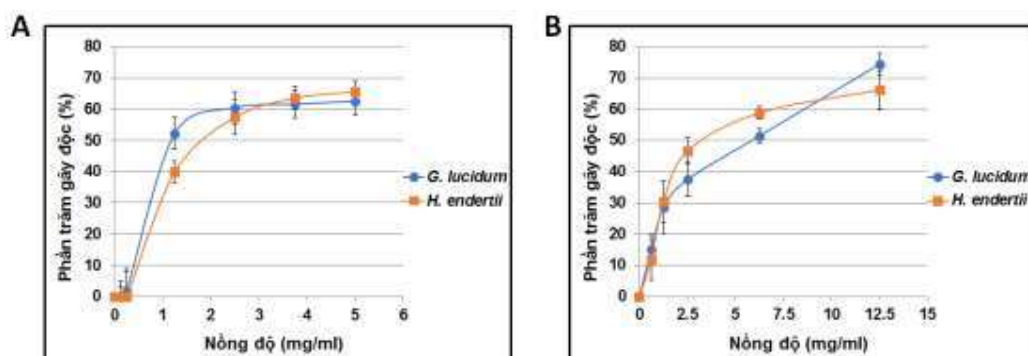 A
80
70
60
50
40
30
20
10
0
Phần trăm gây độc (%)
0 1 2 3 4 5 6
Nồng độ (mg/ml)
G. lucidum
H. endertii
B
80
70
60
50
40
30
20
10
0
Phần trăm gây độc (%)
0 2.5 5 7.5 10 12.5 15
Nồng độ (mg/ml)
G. lucidum
H. endertii